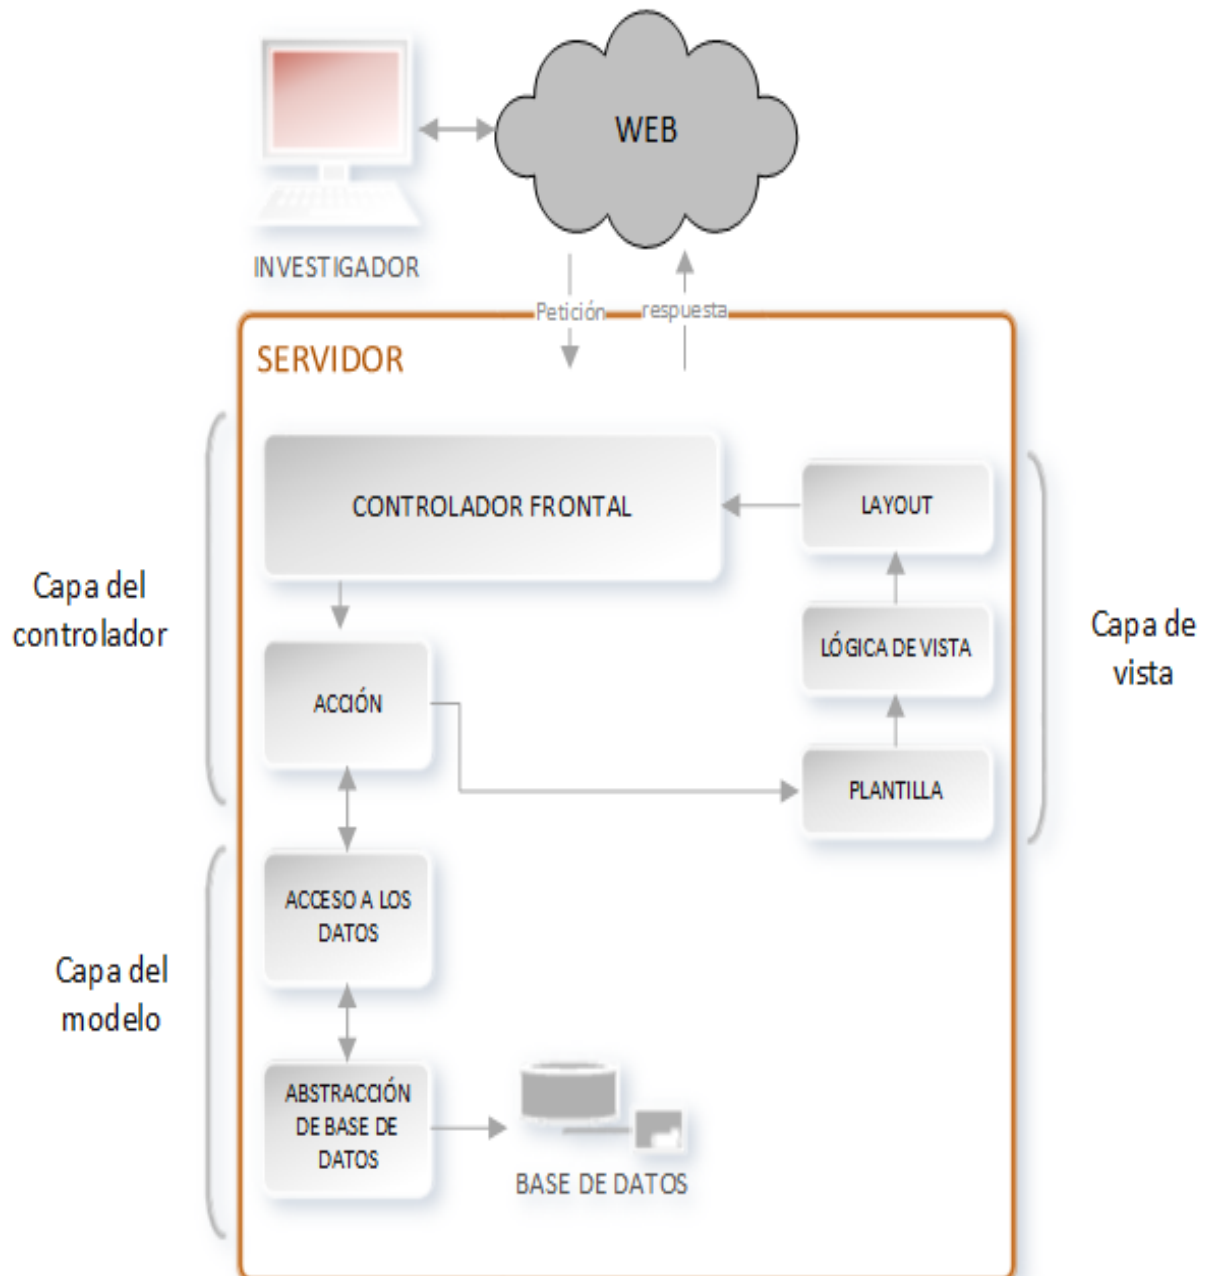 WEB
INVESTIGADOR
Petición
respuesta
SERVIDOR
CONTROLADOR FRONTAL
LAYOUT
Capa del
controlador
LÓGICA DE VISTA
Capa de
vista
ACCIÓN
PLANTILLA
ACCESO A LOS
DATOS
Capa del
modelo
ABSTRACCIÓN
DE BASE DE
DATOS
BASE DE DATOS